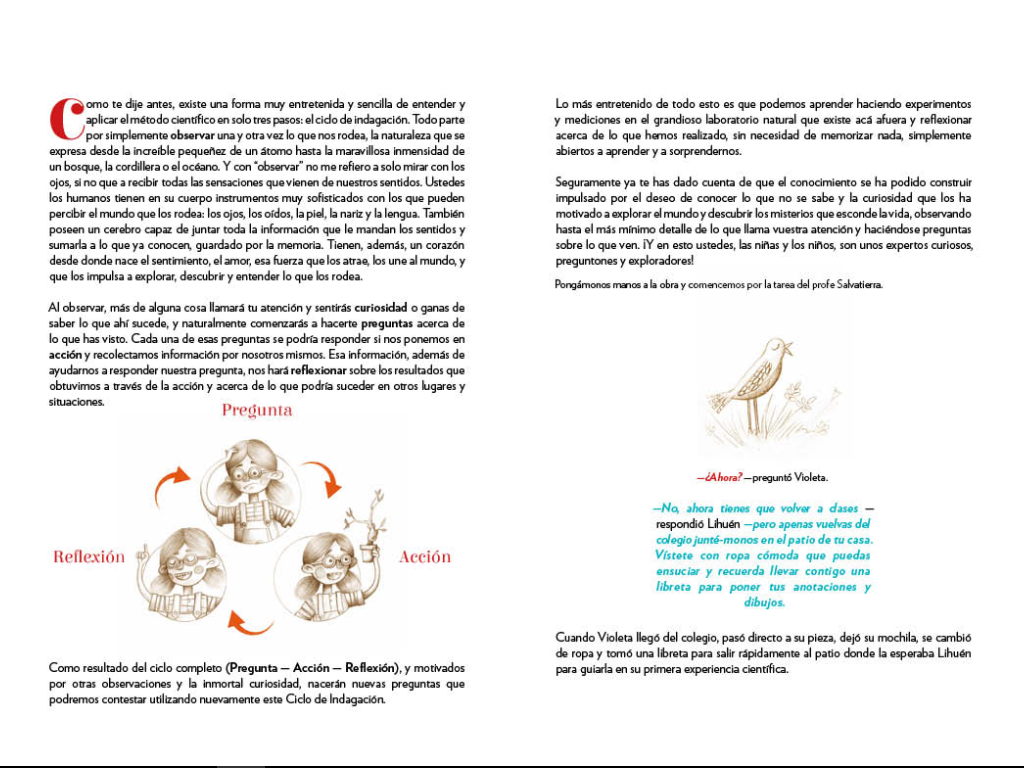 Como te dije antes, existe una forma muy entretenida y sencilla de entender y
aplicar el método científico en solo tres pasos: el ciclo de indagación. Todo parte
por simplemente observar una y otra vez lo que nos rodea, la naturaleza que se
expresa desde la increíble pequeñez de un átomo hasta la maravillosa inmensidad de
un bosque, la cordillera o el océano. Y con “observar” no me refiero a solo mirar con los
ojos, si no que a recibir todas las sensaciones que vienen de nuestros sentidos. Ustedes
los humanos tienen en su cuerpo instrumentos muy sofisticados con los que pueden
percibir el mundo que los rodea: los ojos, los oídos, la piel, la nariz y la lengua. También
poseen un cerebro capaz de juntar toda la información que le mandan los sentidos y
sumarla a lo que ya conocen, guardado por la memoria. Tienen, además, un corazón
desde donde nace el sentimiento, el amor, esa fuerza que los atrae, los une al mundo, y
que los impulsa a explorar, descubrir y entender lo que los rodea.
Al observar, más de alguna cosa llamará tu atención y sentirás curiosidad o ganas de
saber lo que ahí sucede, y naturalmente comenzarás a hacerte preguntas acerca de
lo que has visto. Cada una de esas preguntas se podría responder si nos ponemos en
acción y recolectamos información por nosotros mismos. Esa información, además de
ayudarnos a responder nuestra pregunta, nos hará reflexionar sobre los resultados que
obtuvimos a través de la acción y acerca de lo que podría suceder en otros lugares y
situaciones.
Pregunta
Reflexión
Acción
Como resultado del ciclo completo (Pregunta — Acción — Reflexión), y motivados
por otras observaciones y la inmortal curiosidad, nacerán nuevas preguntas que
podremos contestar utilizando nuevamente este Ciclo de Indagación.
Lo más entretenido de todo esto es que podemos aprender haciendo experimentos
y mediciones en el grandioso laboratorio natural que existe acá afuera y reflexionar
acerca de lo que hemos realizado, sin necesidad de memorizar nada, simplemente
abiertos a aprender y a sorprendernos.
Seguramente ya te has dado cuenta de que el conocimiento se ha podido construir
impulsado por el deseo de conocer lo que no se sabe y la curiosidad que los ha
motivado a explorar el mundo y descubrir los misterios que esconde la vida, observando
hasta el más mínimo detalle de lo que llama vuestra atención y haciéndose preguntas
sobre lo que ven. ¡Y en esto ustedes, las niñas y los niños, son unos expertos curiosos,
preguntones y exploradores!
Pongámonos manos a la obra y comencemos por la tarea del profe Salvatierra.
—¿Ahora? —preguntó Violeta.
—No, ahora tienes que volver a clases —
respondió Lihuén —pero apenas vuelvas del
colegio junté-monos en el patio de tu casa.
Vístete con ropa cómoda que puedas
ensuciar y recuerda llevar contigo una
libreta para poner tus anotaciones y
dibujos.
Cuando Violeta llegó del colegio, pasó directo a su pieza, dejó su mochila, se cambió
de ropa y tomó una libreta para salir rápidamente al patio donde la esperaba Lihuén
para guiarla en su primera experiencia científica.